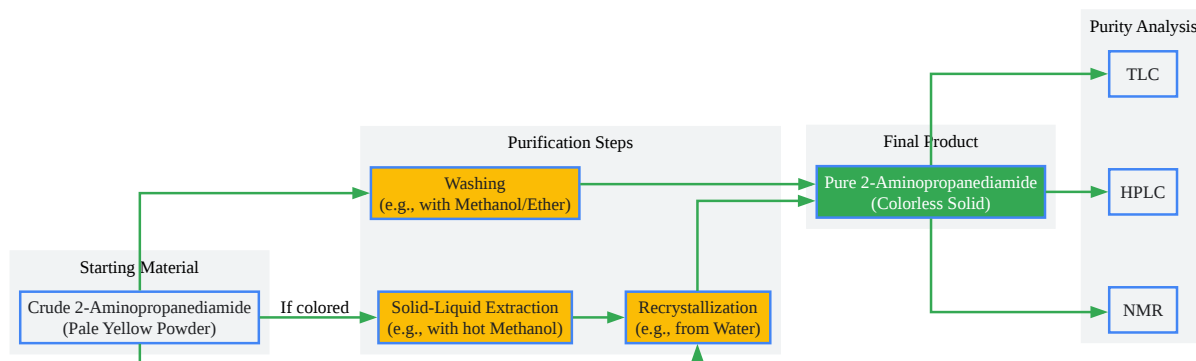 Purity Analysis
TLC
Purification Steps
Final Product
Washing
(e.g., with Methanol/Ether)
Pure 2-Aminopropanediamide
(Colorless Solid)
HPLC
Starting Material
Crude 2-Aminopropanediamide
(Pale Yellow Powder)
If colored
Solid-Liquid Extraction
(e.g., with hot Methanol)
Recrystallization
(e.g., from Water)
NMR